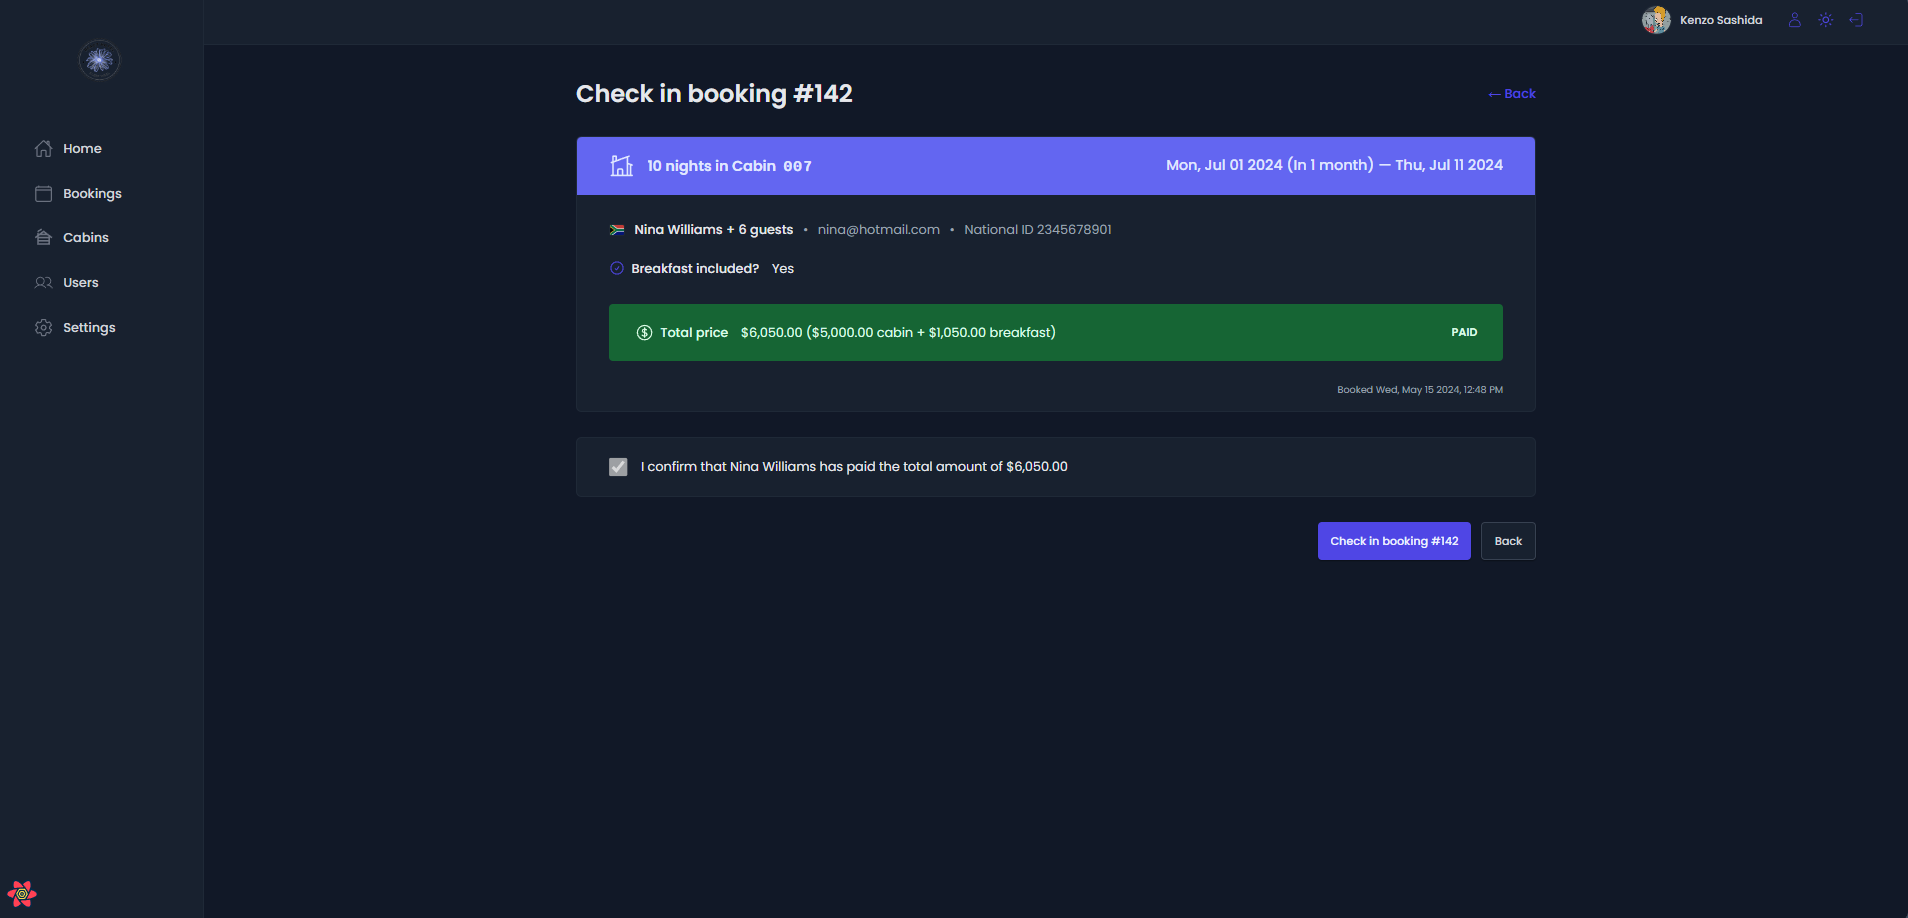 Kenzo Sashida
Home
Bookings
Cabins
Users
Settings
Check in booking #142
← Back
10 nights in Cabin 007
Mon, Jul 01 2024 (In 1 month) — Thu, Jul 11 2024
Nina Williams + 6 guests • nina@hotmail.com • National ID 2345678901
Breakfast included? Yes
Total price $6,050.00 ($5,000.00 cabin + $1,050.00 breakfast)
PAID
Booked Wed, May 15 2024, 12:48 PM
I confirm that Nina Williams has paid the total amount of $6,050.00
Check in booking #142
Back